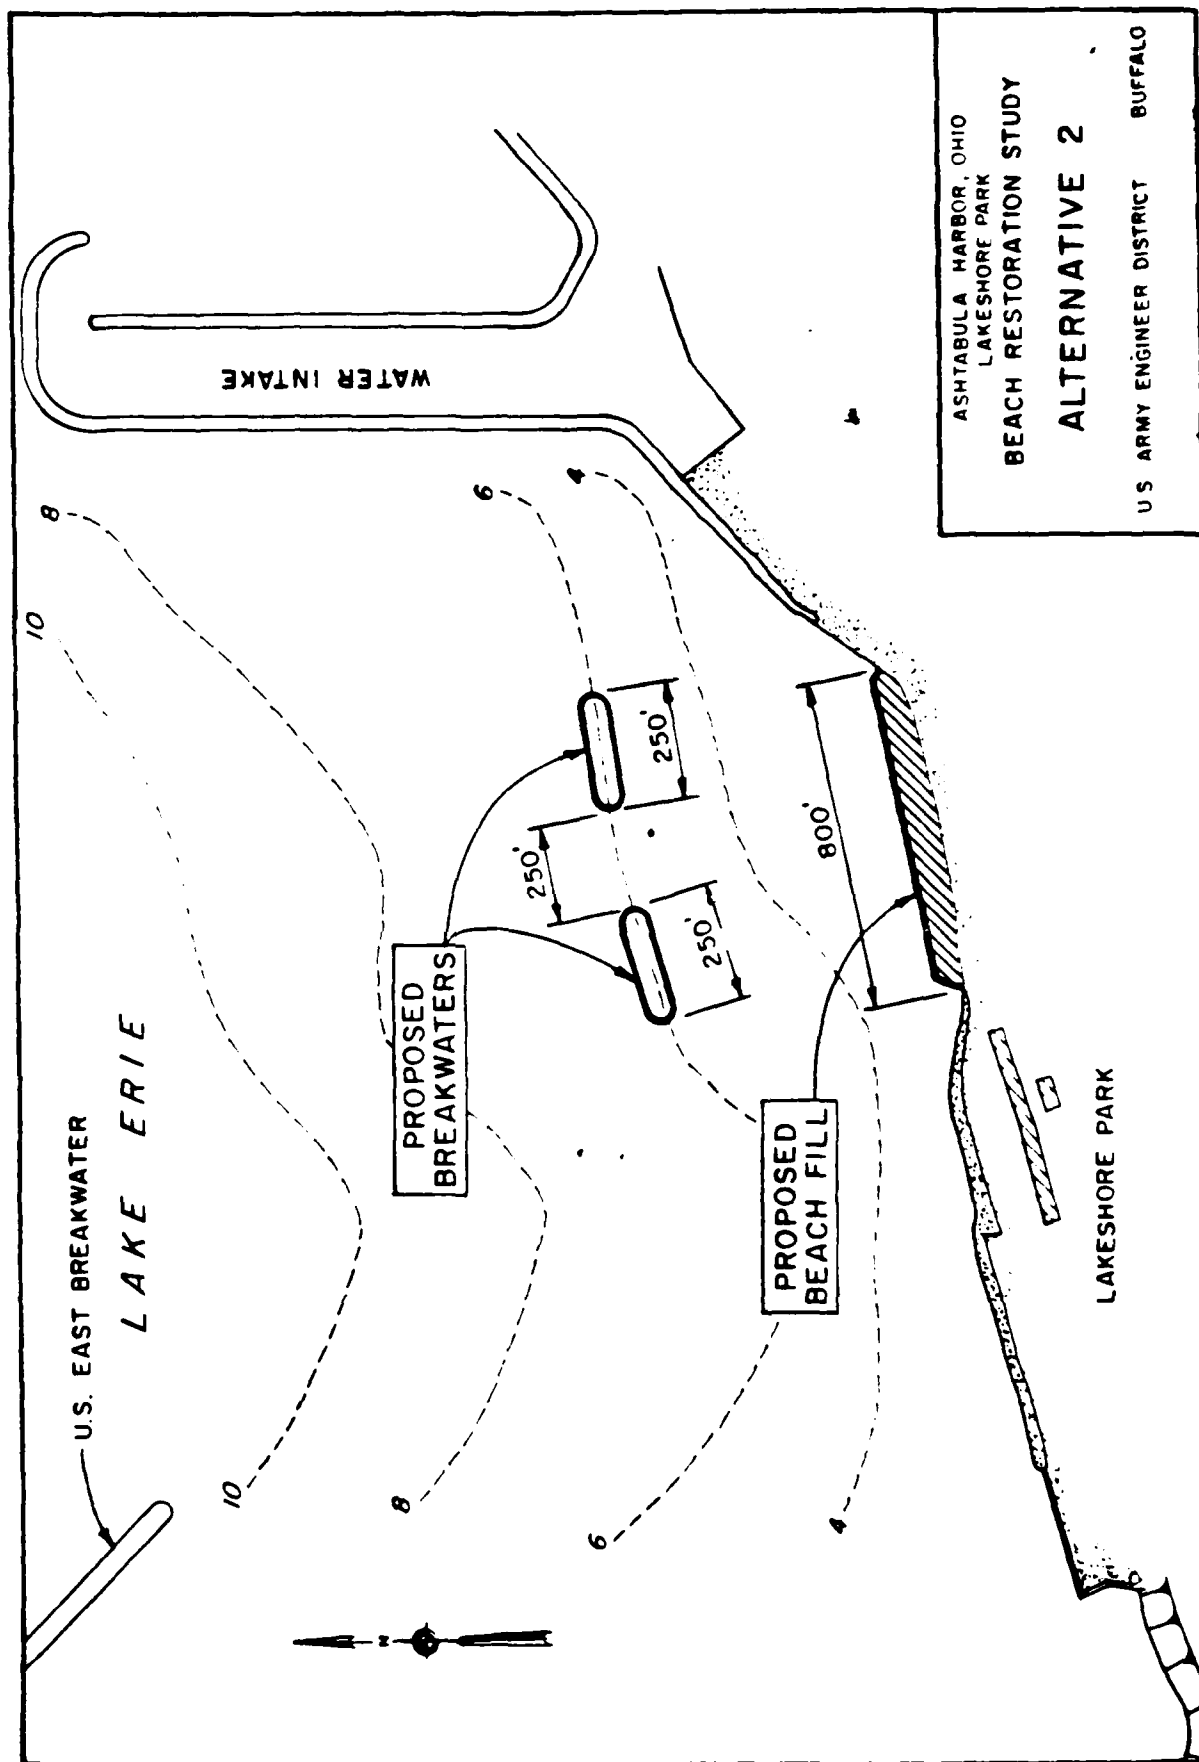 U.S. EAST BREAKWATER
LAKE ERIE
10
8
10
8
6
4
6
4
WATER INTAKE
PROPOSED
BREAKWATERS
250'
250'
250'
800'
PROPOSED
BEACH FILL
LAKESHORE PARK
N
ASHTABULA HARBOR, OHIO
LAKESHORE PARK
BEACH RESTORATION STUDY
ALTERNATIVE 2
US ARMY ENGINEER DISTRICT BUFFALO